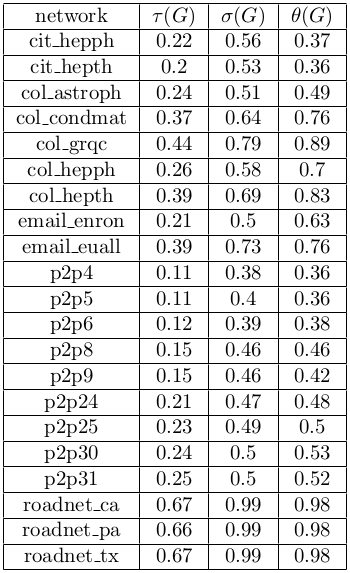 network τ(G) σ(G) θ(G)
cit_hepph 0.22 0.56 0.37
cit_hepth 0.2 0.53 0.36
col_astroph 0.24 0.51 0.49
col_condmat 0.37 0.64 0.76
col_grqc 0.44 0.79 0.89
col_hepph 0.26 0.58 0.7
col_hepth 0.39 0.69 0.83
email_enron 0.21 0.5 0.63
email_euall 0.39 0.73 0.76
p2p4 0.11 0.38 0.36
p2p5 0.11 0.4 0.36
p2p6 0.12 0.39 0.38
p2p8 0.15 0.46 0.46
p2p9 0.15 0.46 0.42
p2p24 0.21 0.47 0.48
p2p25 0.23 0.49 0.5
p2p30 0.24 0.5 0.53
p2p31 0.25 0.5 0.52
roadnet_ca 0.67 0.99 0.98
roadnet_pa 0.66 0.99 0.98
roadnet_tx 0.67 0.99 0.98